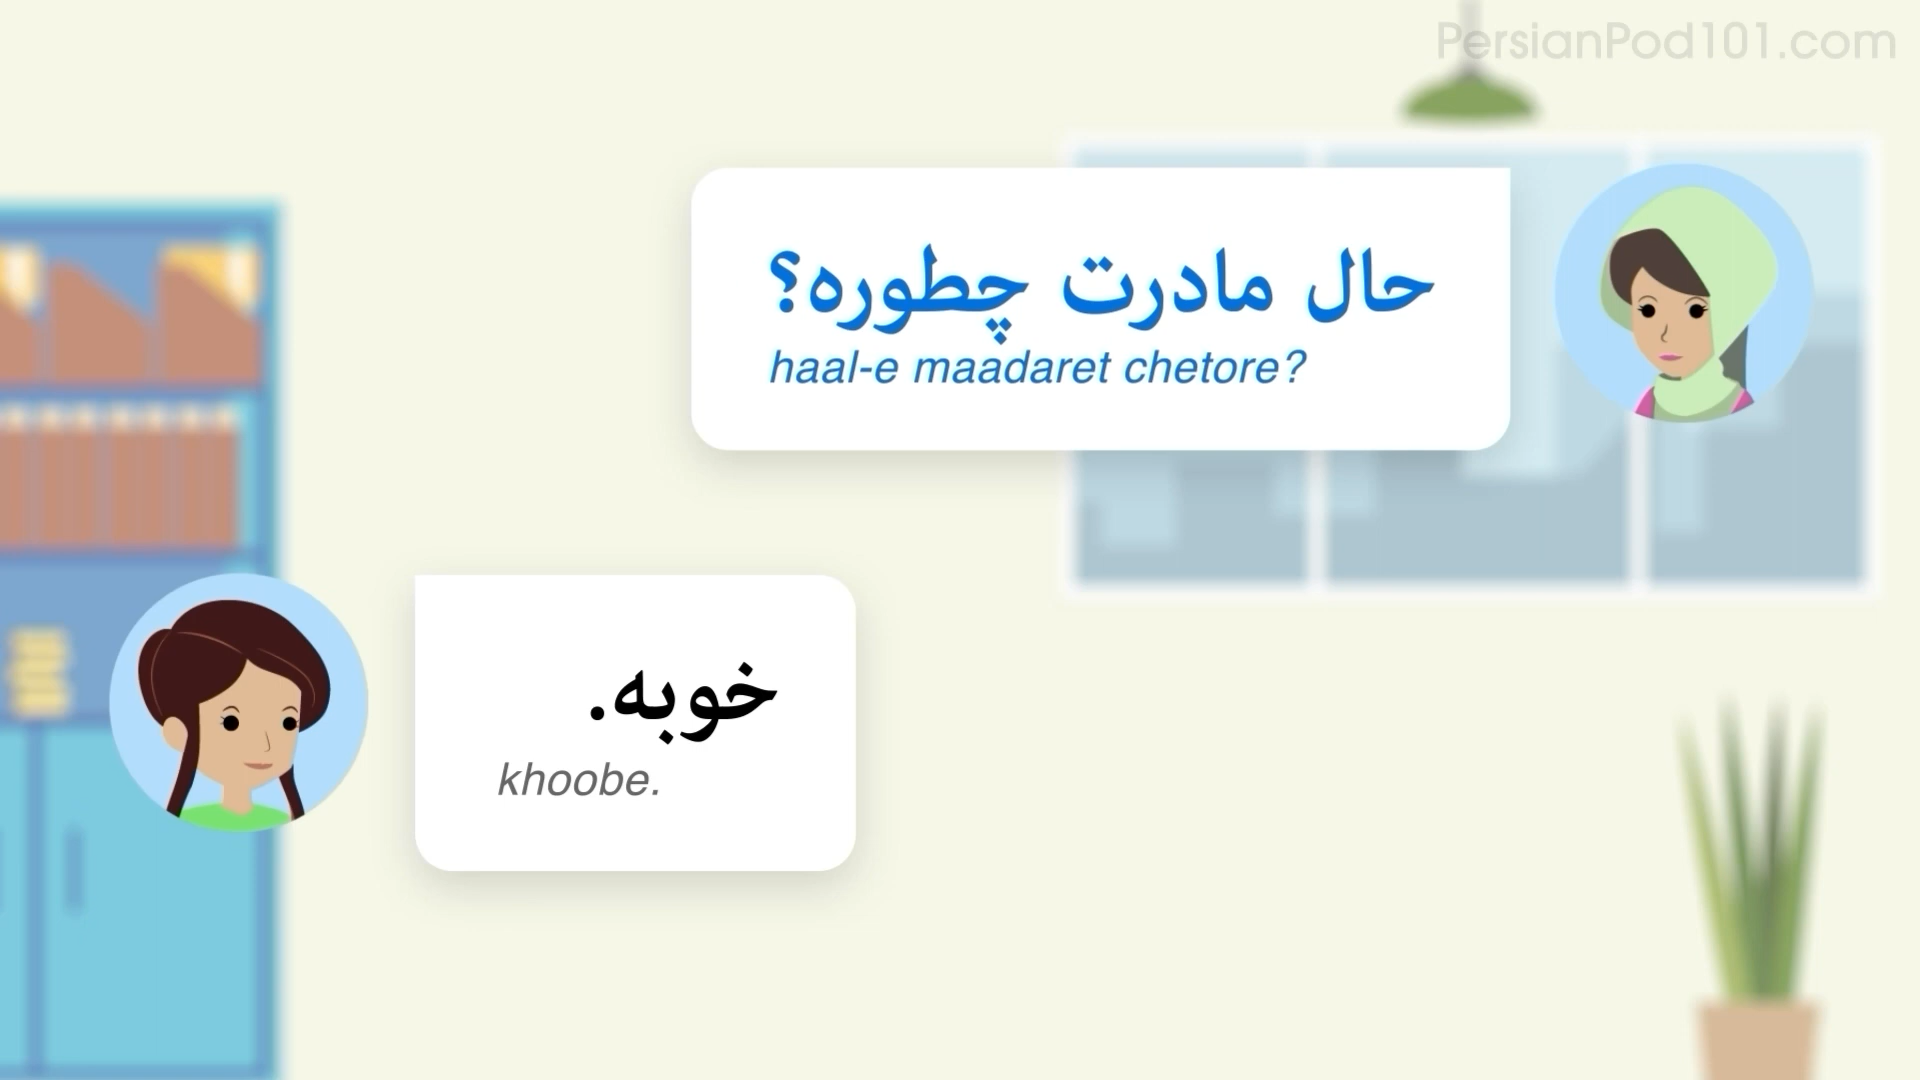 PersianPod101.com
حال مادرت چطوره؟
haal-e maadaret chetore?
خوبه.
khoobe.